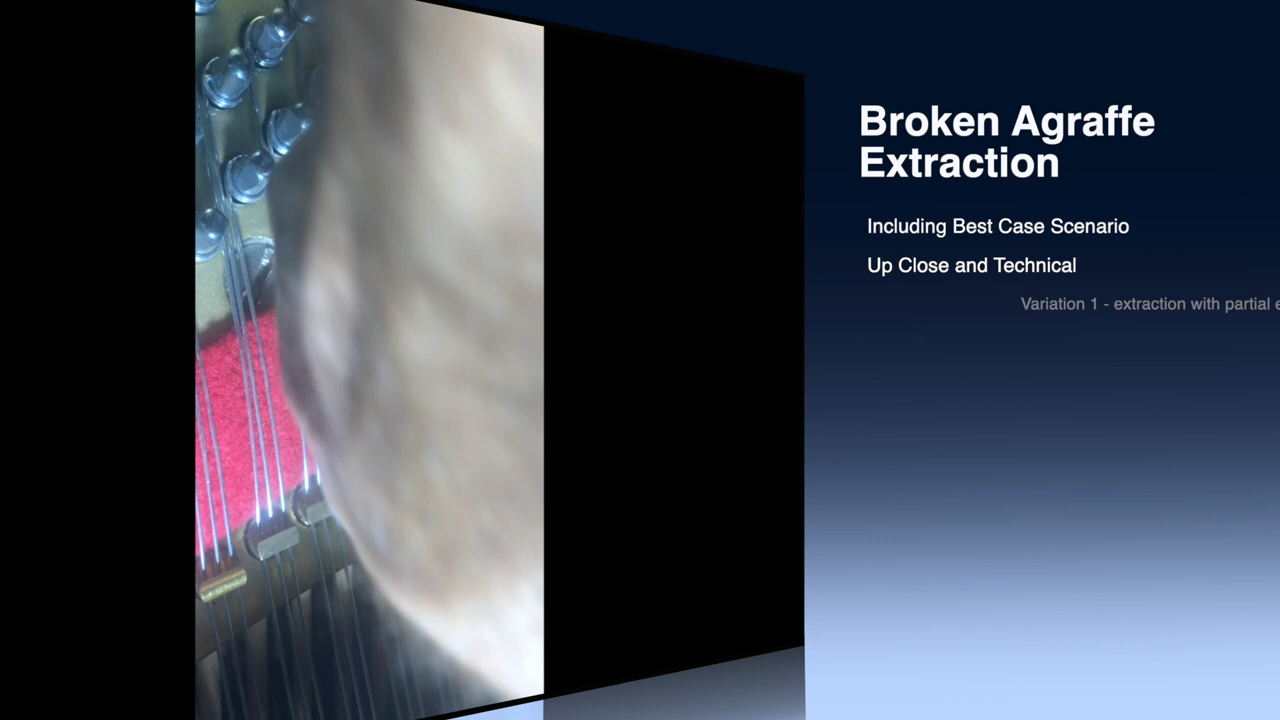 Broken Agraffe
Extraction
Including Best Case Scenario
Up Close and Technical
Variation 1 - extraction with partial